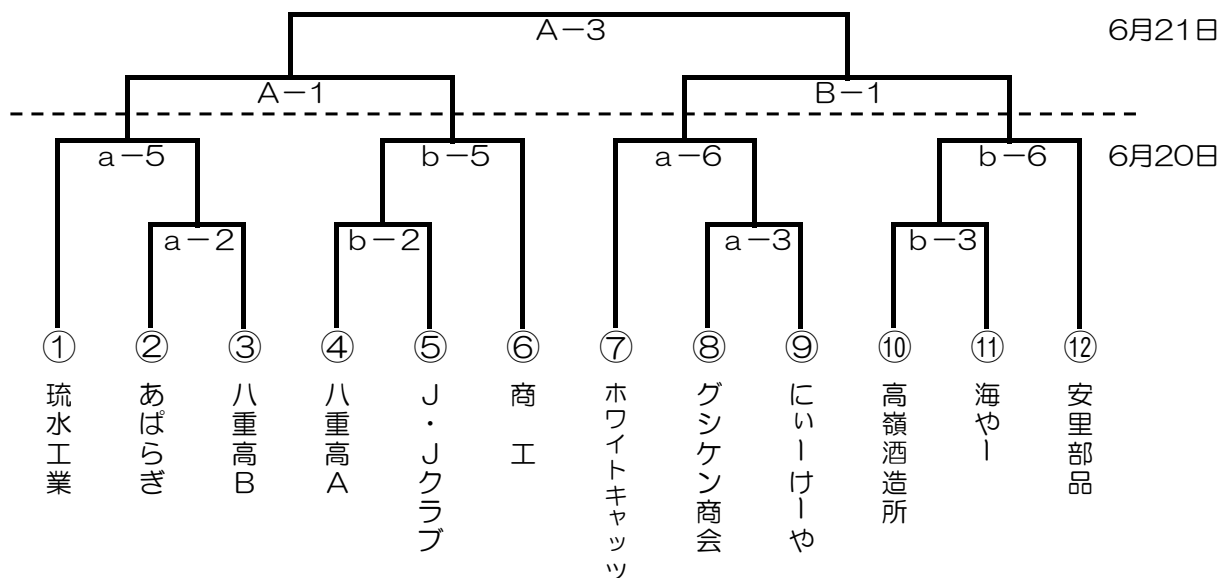 A－3
6月21日
A－1
B－1
a－5
b－5
a－6
b－6
6月20日
a－2
b－2
a－3
b－3
①
②
③
④
⑤
⑥
⑦
⑧
⑨
⑩
⑪
⑫
琉水工業
あぱらぎ
八重高B
八重高A
J・Jクラブ
商　工
ホワイトキャッツ
グシケン商会
にぃーけーや
高嶺酒造所
海やー
安里部品